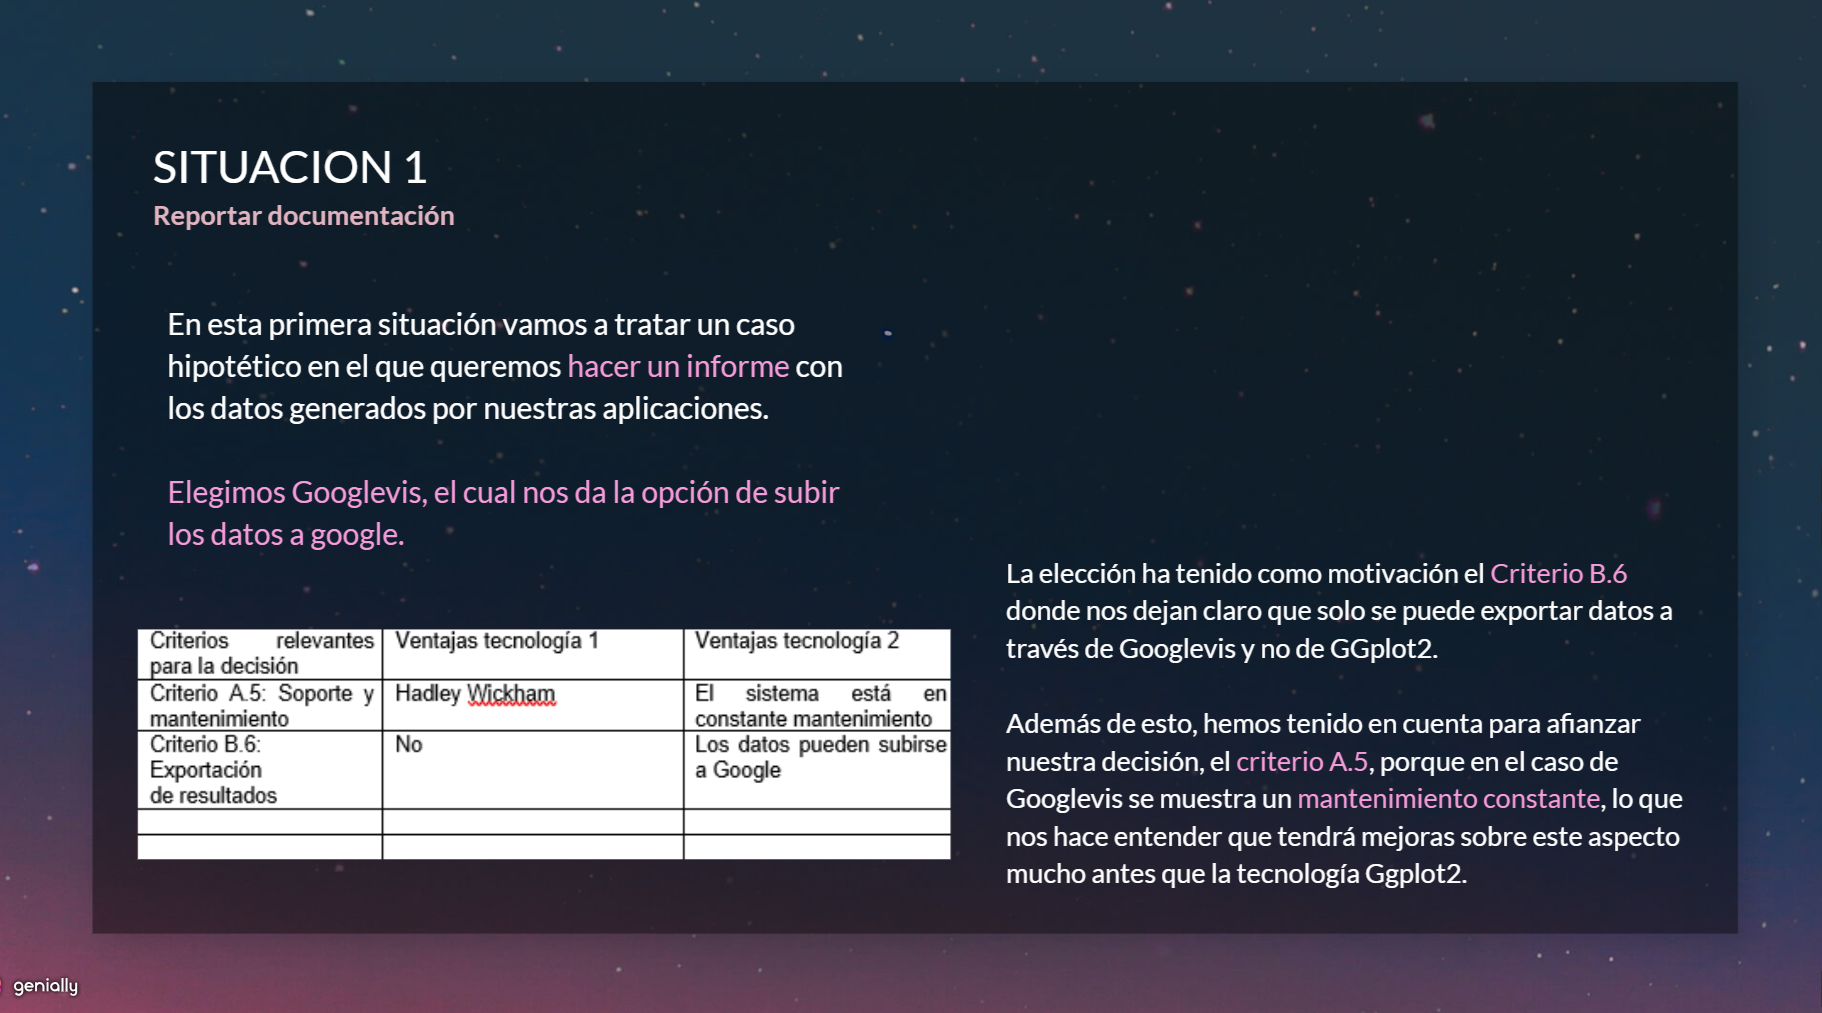 SITUACION 1
Reportar documentación
En esta primera situación vamos a tratar un caso
hipotético en el que queremos hacer un informe con
los datos generados por nuestras aplicaciones.
Elegimos Googlevis, el cual nos da la opción de subir
los datos a google.
Criterios relevantes
para la decisión
Ventajas tecnología 1
Ventajas tecnología 2
Criterio A.5: Soporte y
mantenimiento
Hadley Wickham
El sistema está en
constante mantenimiento
Criterio B.6:
Exportación
de resultados
No
Los datos pueden subirse
a Google
La elección ha tenido como motivación el Criterio B.6
donde nos dejan claro que solo se puede exportar datos a
través de Googlevis y no de GGplot2.
Además de esto, hemos tenido en cuenta para afianzar
nuestra decisión, el criterio A.5, porque en el caso de
Googlevis se muestra un mantenimiento constante, lo que
nos hace entender que tendrá mejoras sobre este aspecto
mucho antes que la tecnología Ggplot2.
genially